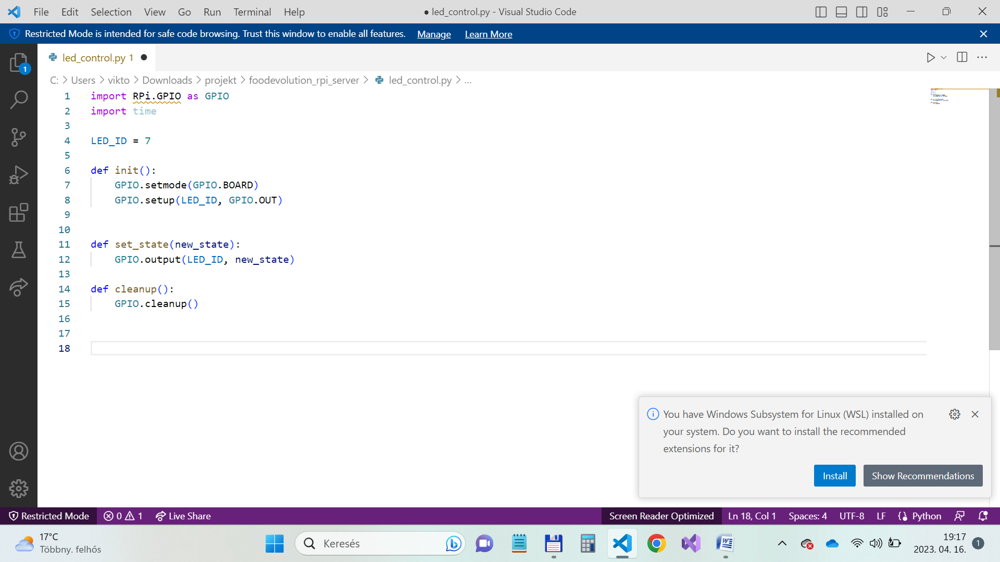 File Edit Selection View Go Run Terminal Help ● led_control.py - Visual Studio Code
Restricted Mode is intended for safe code browsing. Trust this window to enable all features. Manage Learn More
led_control.py 1 ●
C: > Users > vikto > Downloads > projekt > foodevolution_rpi_server > led_control.py > ...
1 import RPi.GPIO as GPIO
2 import time
3
4 LED_ID = 7
5
6 def init():
7     GPIO.setmode(GPIO.BOARD)
8     GPIO.setup(LED_ID, GPIO.OUT)
9
10
11 def set_state(new_state):
12     GPIO.output(LED_ID, new_state)
13
14 def cleanup():
15     GPIO.cleanup()
16
17
18
1
You have Windows Subsystem for Linux (WSL) installed on
your system. Do you want to install the recommended
extensions for it?
Install Show Recommendations
Restricted Mode 0 1 Live Share Screen Reader Optimized Ln 18, Col 1 Spaces: 4 UTF-8 LF Python
17°C
Többny. felhős
Keresés
19:17
2023. 04. 16.
1